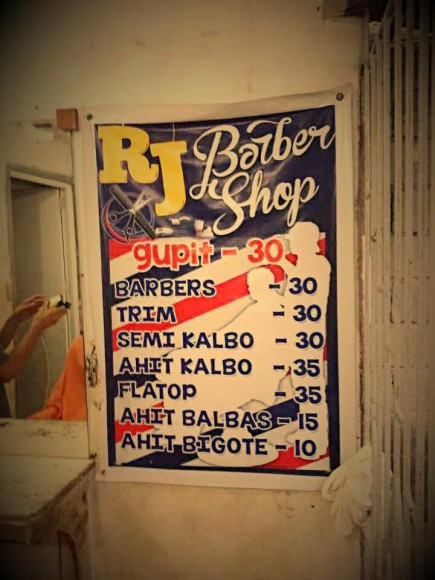 RJ Barber
Shop
gupit - 30
BARBERS - 30
TRIM - 30
SEMI KALBO - 30
AHIT KALBO - 35
FLATOP - 35
AHIT BALBAS - 15
AHIT BIGOTE - 10